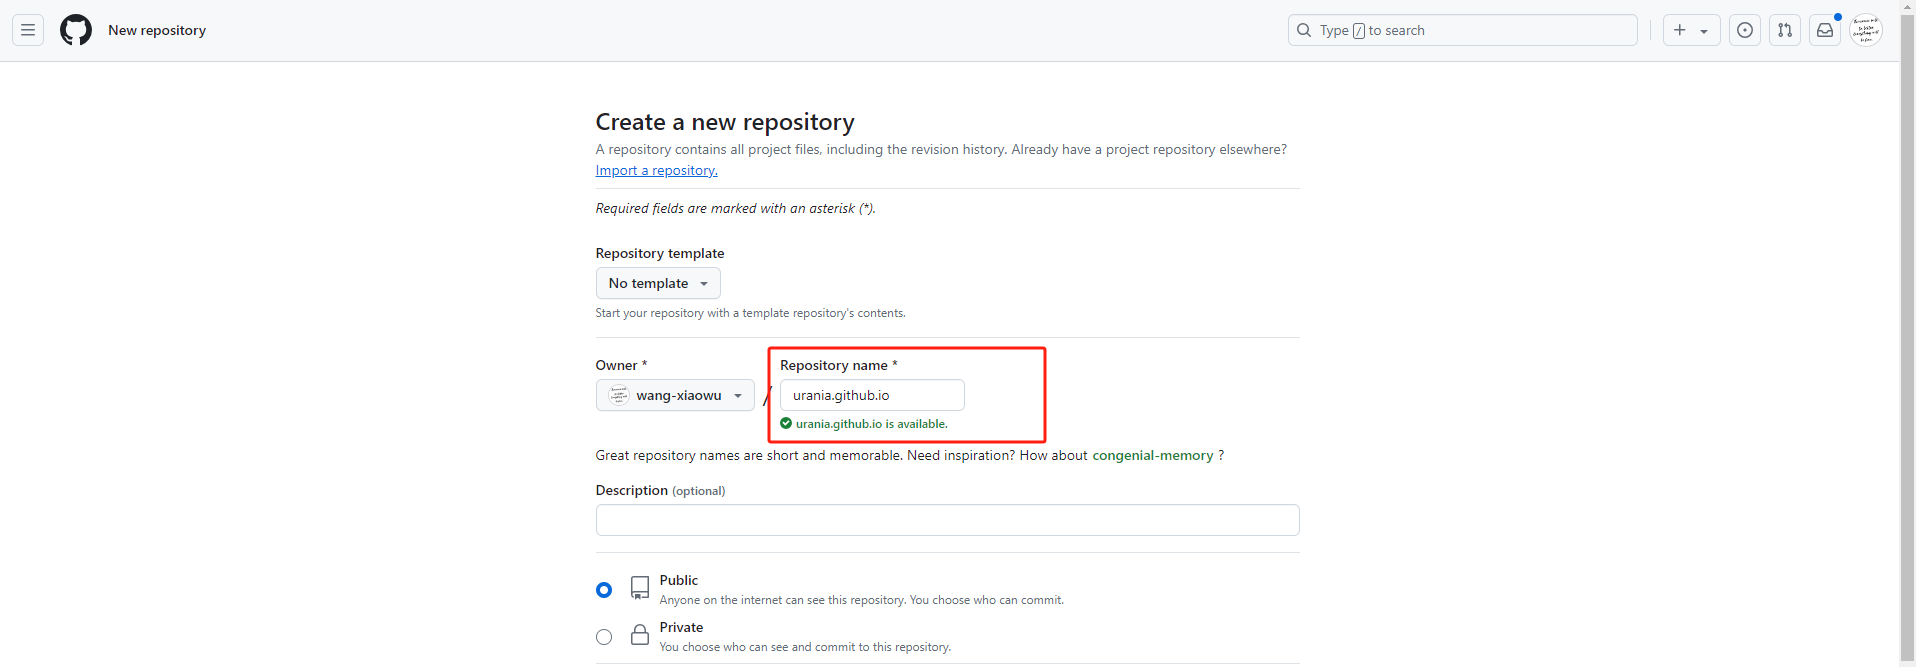 New repository
Type / to search
Create a new repository
A repository contains all project files, including the revision history. Already have a project repository elsewhere?
Import a repository.
Required fields are marked with an asterisk (*).
Repository template
No template
Start your repository with a template repository's contents.
Owner *
Repository name *
wang-xiaowu
/
urania.github.io
urania.github.io is available.
Great repository names are short and memorable. Need inspiration? How about congenial-memory ?
Description (optional)
Public
Anyone on the internet can see this repository. You choose who can commit.
Private
You choose who can see and commit to this repository.